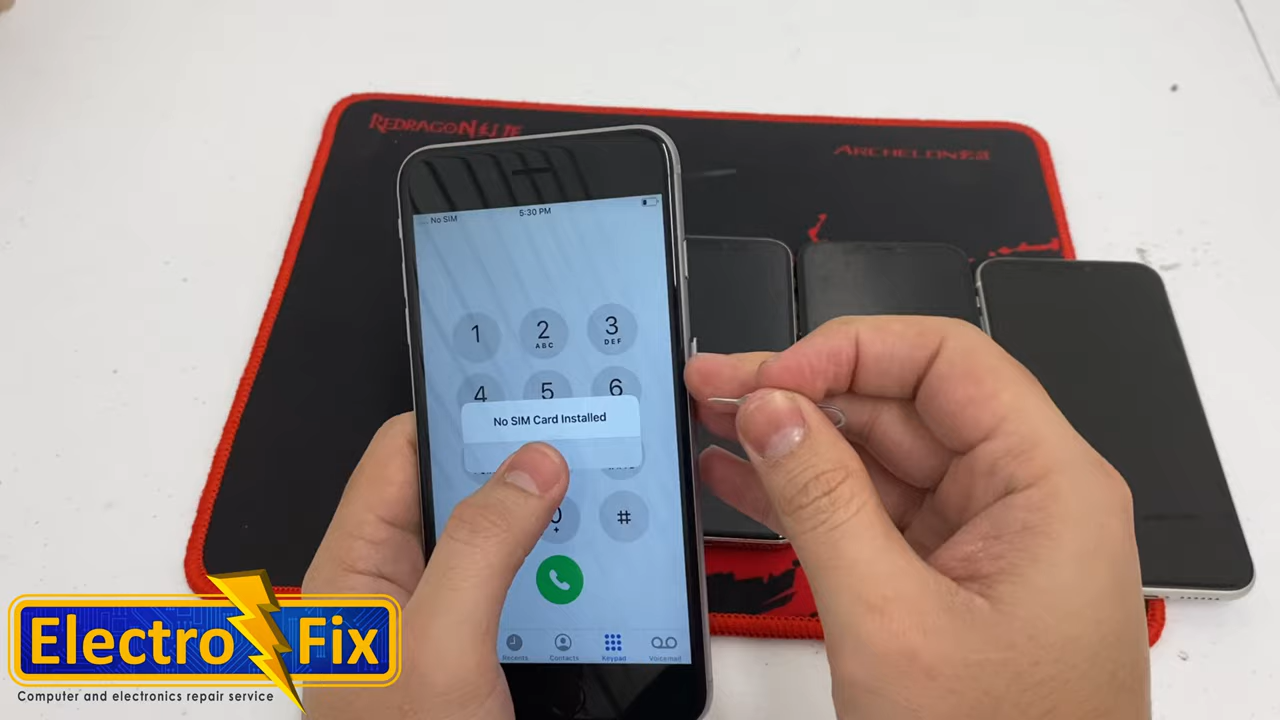 REDRAGON
ARCHELON
No SIM
5:30 PM
1
2
ABC
3
DEF
4
5
6
No SIM Card Installed
+
#
Recents
Contacts
Keypad
Voicemail
Electro Fix
Computer and electronics repair service